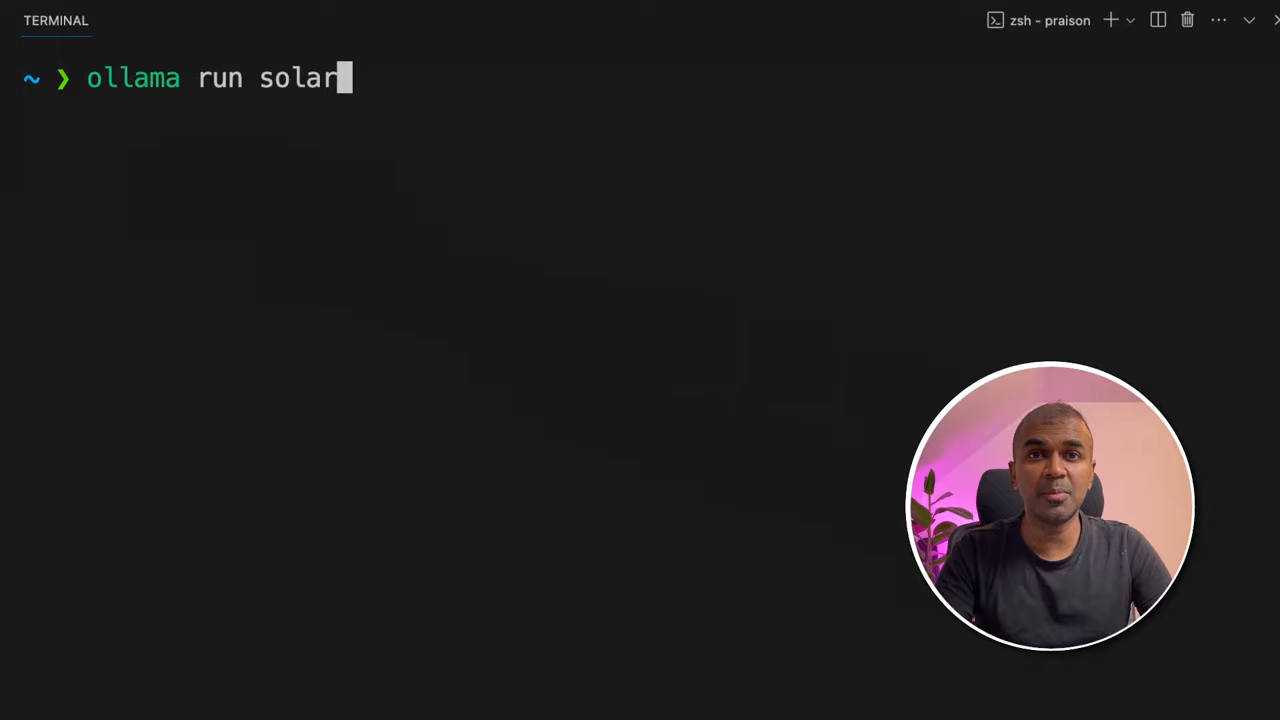 TERMINAL
zsh - praison
~ ❯ ollama run solar